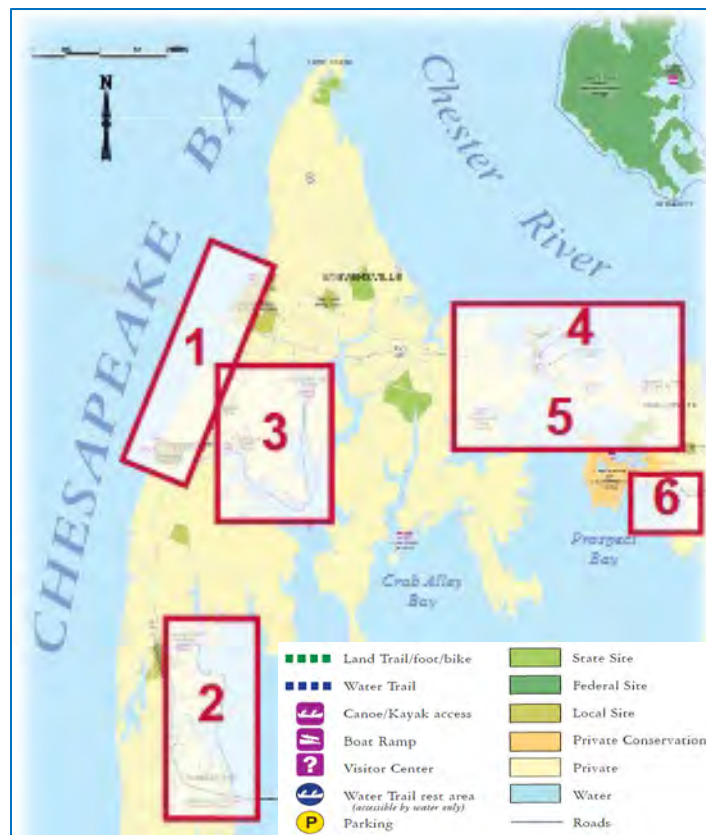 CHESAPEAKE BAY
Chester River
N
STEVENSVILLE
1
2
3
4
5
6
Prospect
Bay
Crab Alley
Bay
Land Trail/foot/bike
Water Trail
Canoe/Kayak access
Boat Ramp
? Visitor Center
Water Trail rest area
(accessible by water only)
P Parking
State Site
Federal Site
Local Site
Private Conservation
Private
Water
Roads